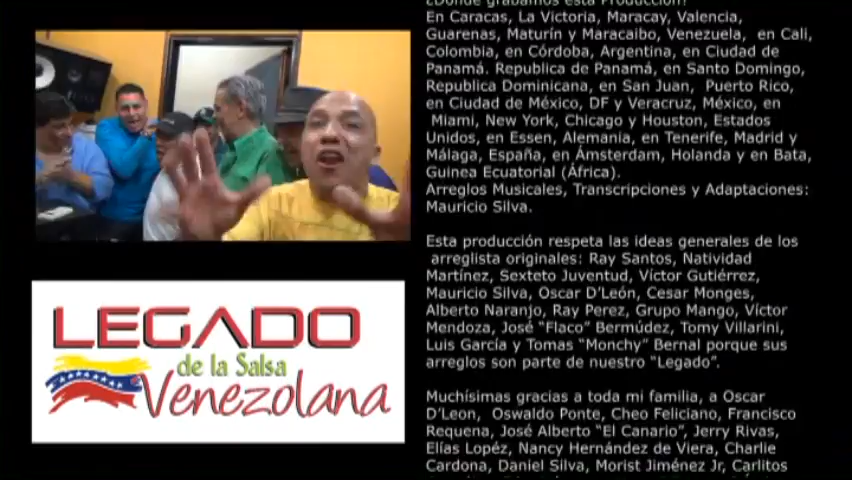 ¿Dónde grabamos esta Producción?
En Caracas, La Victoria, Maracay, Valencia,
Guarenas, Maturín y Maracaibo, Venezuela, en Cali,
Colombia, en Córdoba, Argentina, en Ciudad de
Panamá. Republica de Panamá, en Santo Domingo,
Republica Dominicana, en San Juan, Puerto Rico,
en Ciudad de México, DF y Veracruz, México, en
Miami, New York, Chicago y Houston, Estados
Unidos, en Essen, Alemania, en Tenerife, Madrid y
Málaga, España, en Ámsterdam, Holanda y en Bata,
Guinea Ecuatorial (África).
Arreglos Musicales, Transcripciones y Adaptaciones:
Mauricio Silva.
Esta producción respeta las ideas generales de los
arreglista originales: Ray Santos, Natividad
Martínez, Sexteto Juventud, Víctor Gutiérrez,
Mauricio Silva, Oscar D’León, Cesar Monges,
Alberto Naranjo, Ray Perez, Grupo Mango, Víctor
Mendoza, José “Flaco” Bermúdez, Tomy Villarini,
Luis García y Tomas “Monchy” Bernal porque sus
arreglos son parte de nuestro “Legado”.
Muchísimas gracias a toda mi familia, a Oscar
D’Leon, Oswaldo Ponte, Cheo Feliciano, Francisco
Requena, José Alberto “El Canario”, Jerry Rivas,
Elías Lopéz, Nancy Hernández de Viera, Charlie
Cardona, Daniel Silva, Morist Jiménez Jr, Carlitos
LEGADO
de la Salsa
Venezolana